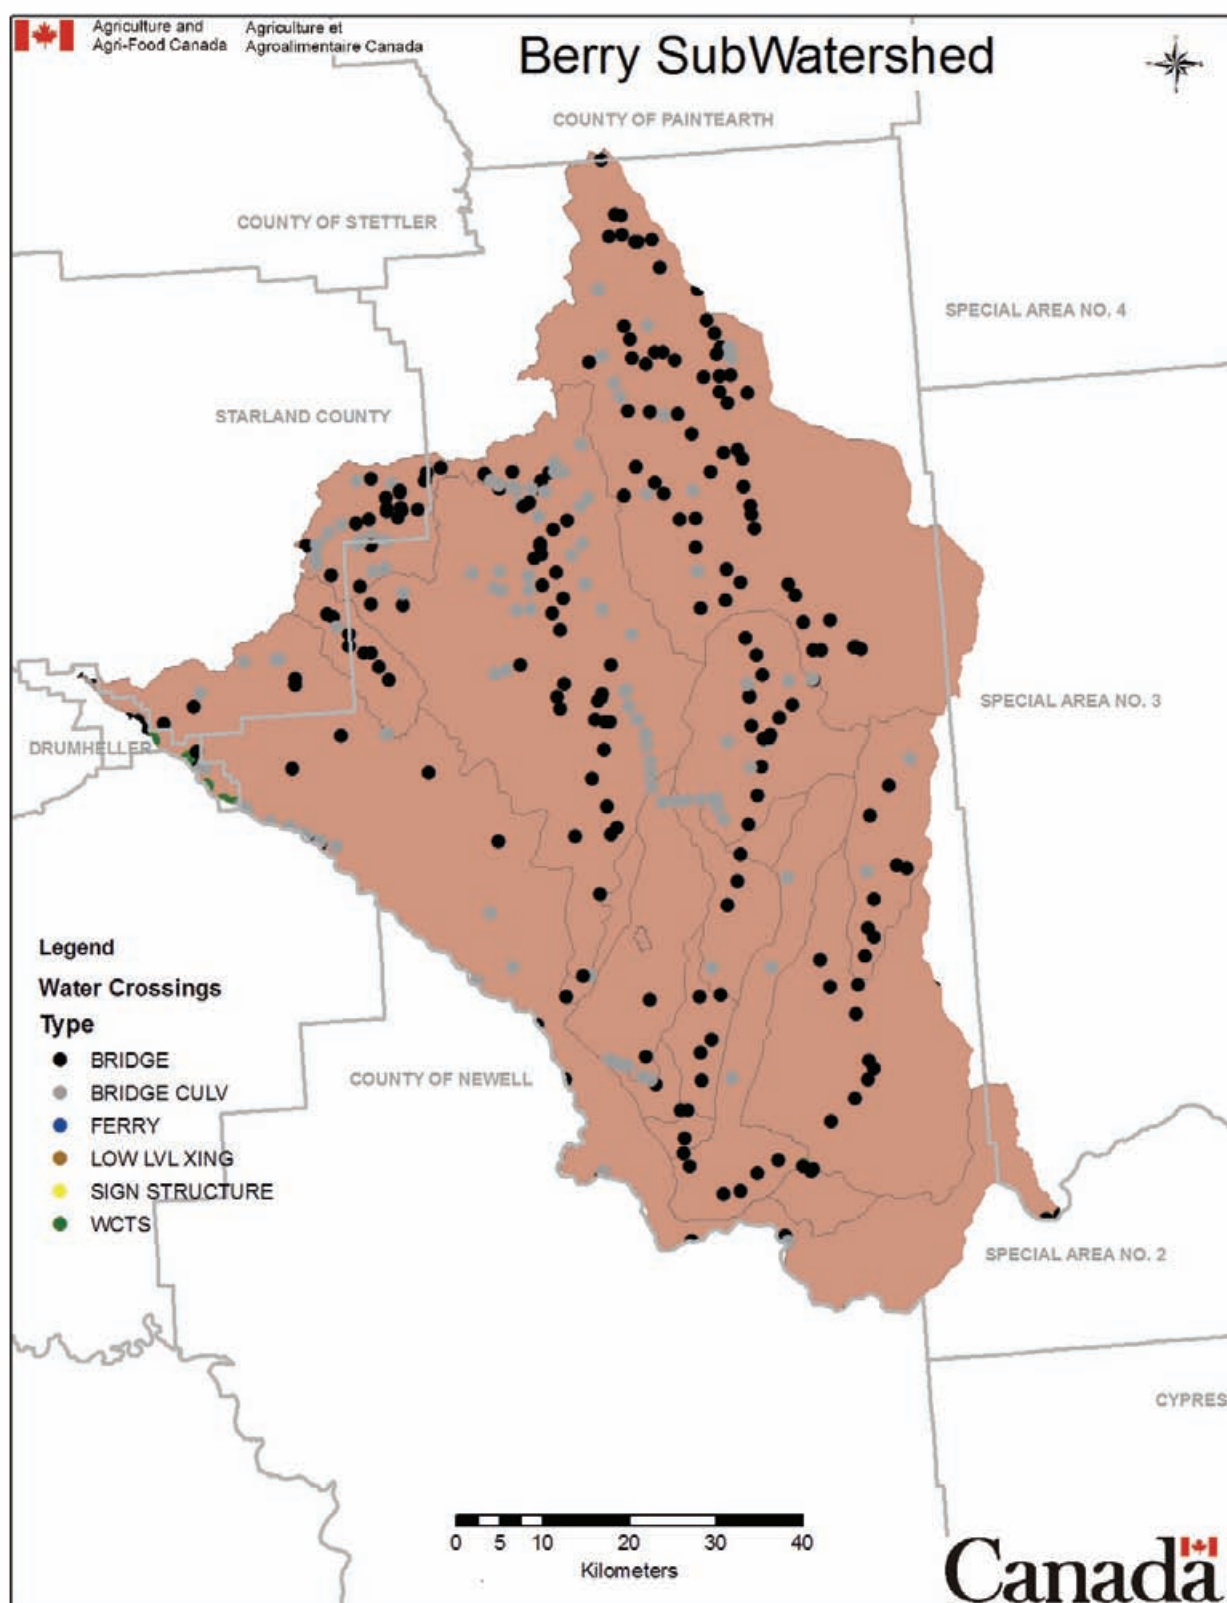 Agriculture and
Agri-Food Canada
Agriculture et
Agroalimentaire Canada
Berry SubWatershed
COUNTY OF PAINTEARTH
COUNTY OF STETTLER
SPECIAL AREA NO. 4
STARLAND COUNTY
SPECIAL AREA NO. 3
DRUMHELLER
Legend
Water Crossings
Type
BRIDGE
BRIDGE CULV
FERRY
LOW LVL XING
SIGN STRUCTURE
WCTS
COUNTY OF NEWELL
SPECIAL AREA NO. 2
CYPRES
0 5 10 20 30 40
Kilometers
Canada